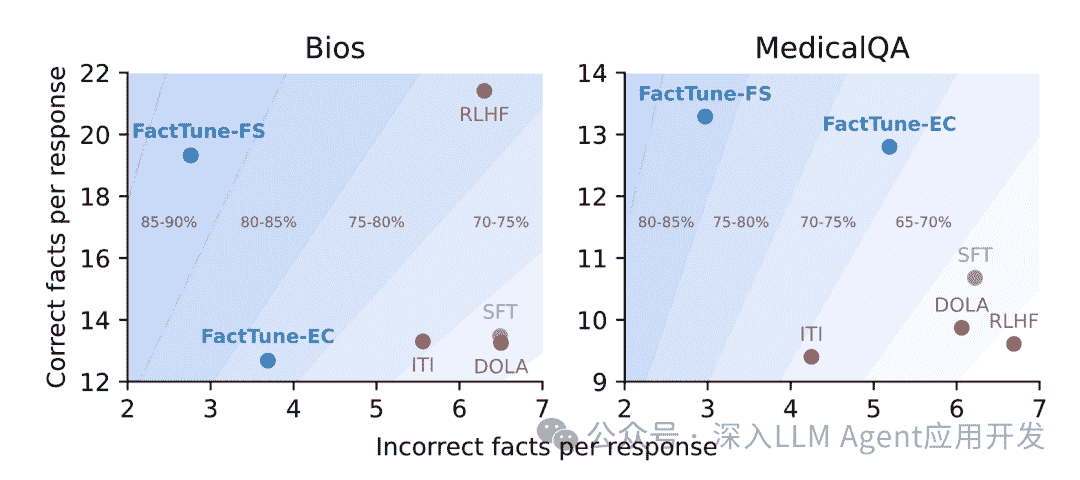 Bios
Correct facts per response
22
20
18
16
14
12
FactTune-FS
RLHF
85-90%
80-85%
75-80%
70-75%
FactTune-EC
ITI
SFT
DOLA
2
3
4
5
6
7
MedicalQA
14
13
12
11
10
9
FactTune-FS
FactTune-EC
80-85%
75-80%
70-75%
65-70%
SFT
DOLA
RLHF
ITI
2
3
4
5
6
7
Incorrect facts per response
公众号 · 深入LLM Agent应用开发